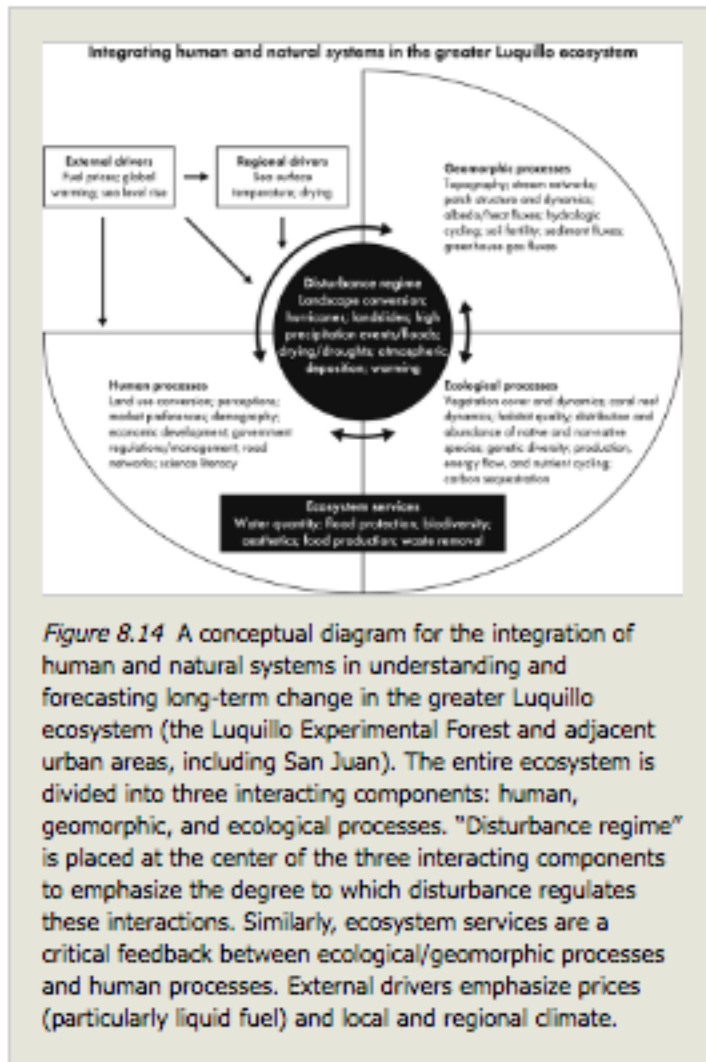 Integrating human and natural systems in the greater Luquillo ecosystem
External drivers
Fuel prices; global
warming; sea level rise
Regional drivers
Sea surface
temperature; drying
Geomorphic processes
Topography; stream networks;
patch structure and dynamics;
albedo/heat fluxes; hydrologic
cycling; soil fertility; sediment fluxes;
greenhouse gas fluxes
Disturbance regime
Landscape conversion;
hurricanes; landslides; high
precipitation events/floods;
drying/droughts; atmospheric
deposition; warming
Human processes
Land use conversion; perceptions;
market preferences; demography;
economic development; government
regulations/management; road
networks; science literacy
Ecological processes
Vegetation cover and dynamics; coral reef
dynamics; habitat quality; distribution and
abundance of native and nonnative
species; genetic diversity; production,
energy flow, and nutrient cycling;
carbon sequestration
Ecosystem services
Water quantity; flood protection; biodiversity;
aesthetics; food production; waste removal
Figure 8.14 A conceptual diagram for the integration of
human and natural systems in understanding and
forecasting long-term change in the greater Luquillo
ecosystem (the Luquillo Experimental Forest and adjacent
urban areas, including San Juan). The entire ecosystem is
divided into three interacting components: human,
geomorphic, and ecological processes. “Disturbance regime”
is placed at the center of the three interacting components
to emphasize the degree to which disturbance regulates
these interactions. Similarly, ecosystem services are a
critical feedback between ecological/geomorphic processes
and human processes. External drivers emphasize prices
(particularly liquid fuel) and local and regional climate.